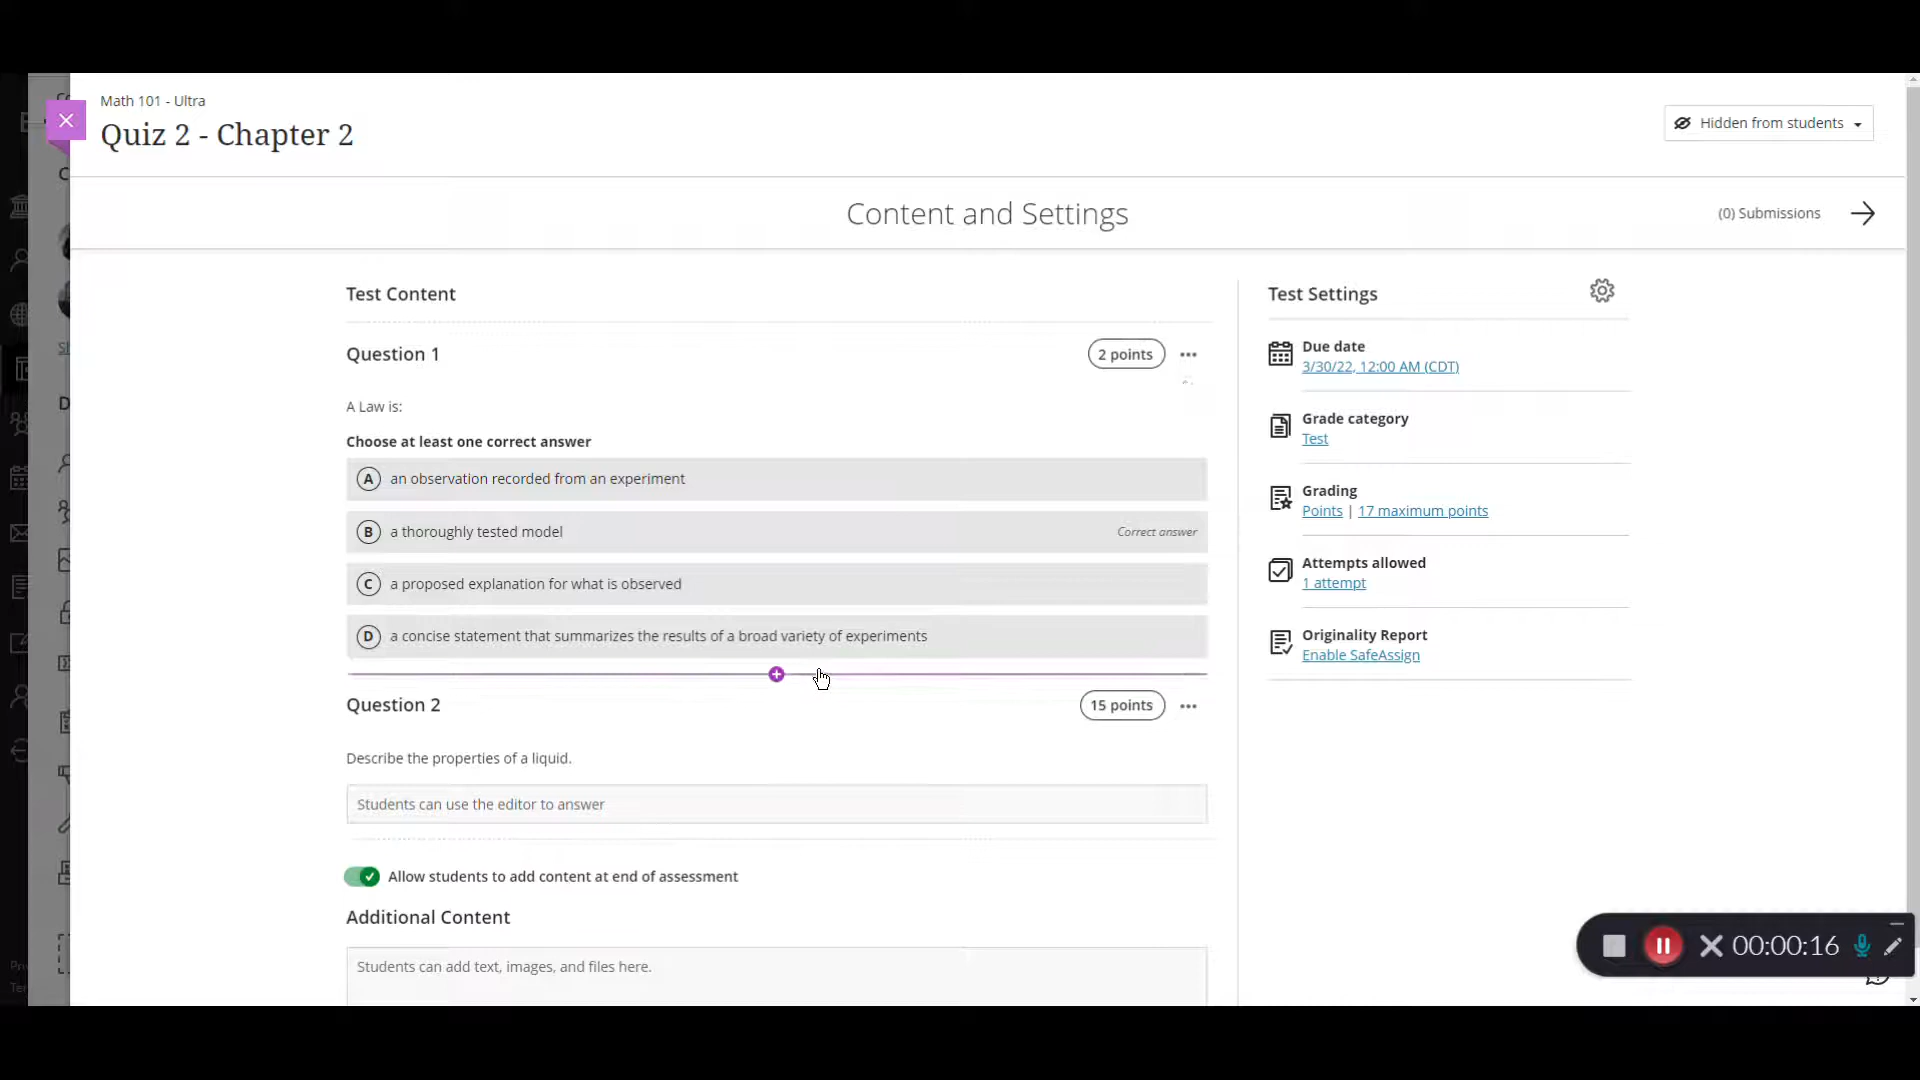 Math 101 - Ultra
Quiz 2 - Chapter 2
Hidden from students
Content and Settings
(0) Submissions
Test Content
Question 1
2 points
A Law is:
Choose at least one correct answer
A an observation recorded from an experiment
B a thoroughly tested model
Correct answer
C a proposed explanation for what is observed
D a concise statement that summarizes the results of a broad variety of experiments
Question 2
15 points
Describe the properties of a liquid.
Students can use the editor to answer
Allow students to add content at end of assessment
Additional Content
Students can add text, images, and files here.
Test Settings
Due date
3/30/22, 12:00 AM (CDT)
Grade category
Test
Grading
Points | 17 maximum points
Attempts allowed
1 attempt
Originality Report
Enable SafeAssign
00:00:16